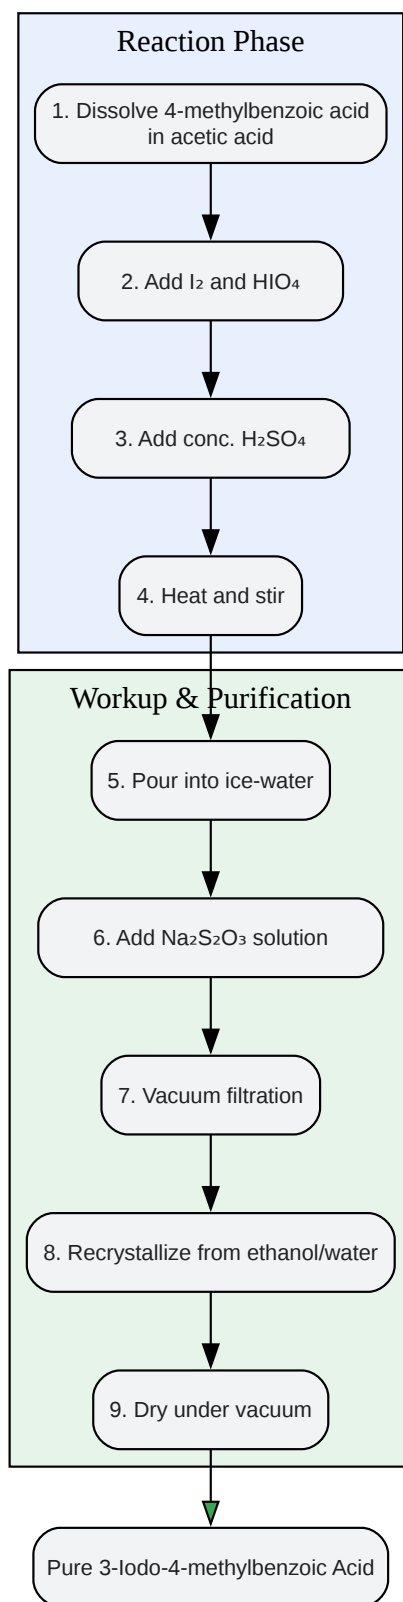 Reaction Phase
1. Dissolve 4-methylbenzoic acid
in acetic acid
2. Add I₂ and HIO₄
3. Add conc. H₂SO₄
4. Heat and stir
Workup & Purification
5. Pour into ice-water
6. Add Na₂S₂O₃ solution
7. Vacuum filtration
8. Recrystallize from ethanol/water
9. Dry under vacuum
Pure 3-Iodo-4-methylbenzoic Acid